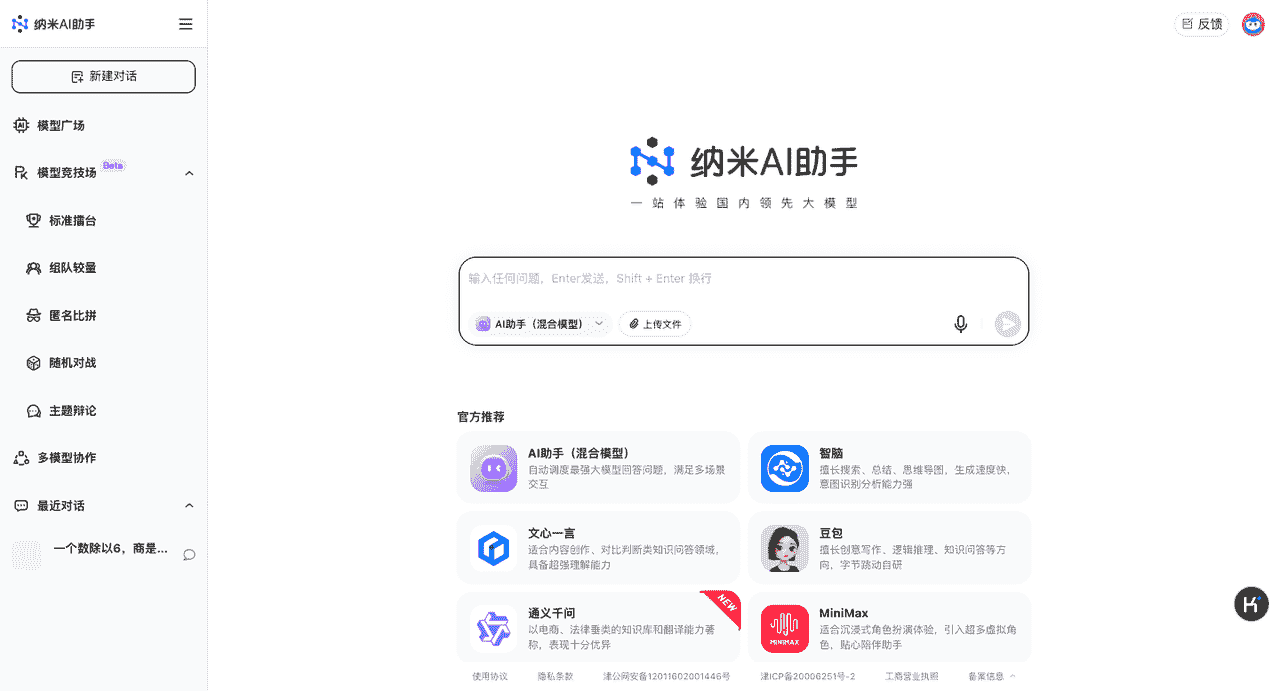 纳米AI助手
新建对话
模型广场
模型竞技场 Beta
标准擂台
组队较量
匿名比拼
随机对战
主题辩论
多模型协作
最近对话
一个数除以6，商是...
反馈
纳米AI助手
一站体验国内领先大模型
输入任何问题，Enter发送，Shift + Enter 换行
AI助手（混合模型）
上传文件
官方推荐
AI助手（混合模型）
自动调度最强大模型回答问题，满足多场景
交互
智脑
擅长搜索、总结、思维导图，生成速度快，
意图识别分析能力强
文心一言
适合内容创作、对比判断类知识问答领域，
具备超强理解能力
豆包
擅长创意写作、逻辑推理、知识问答等方
向，字节跳动自研
通义千问
以电商、法律垂类的知识库和翻译能力著
称，表现十分优异
NEW
MiniMax
适合沉浸式角色扮演体验，引入超多虚拟角
色，贴心陪伴助手
MINIMAX
使用协议
隐私条款
津公网安备12011602001446号
津ICP备20006251号-2
工商营业执照
备案信息